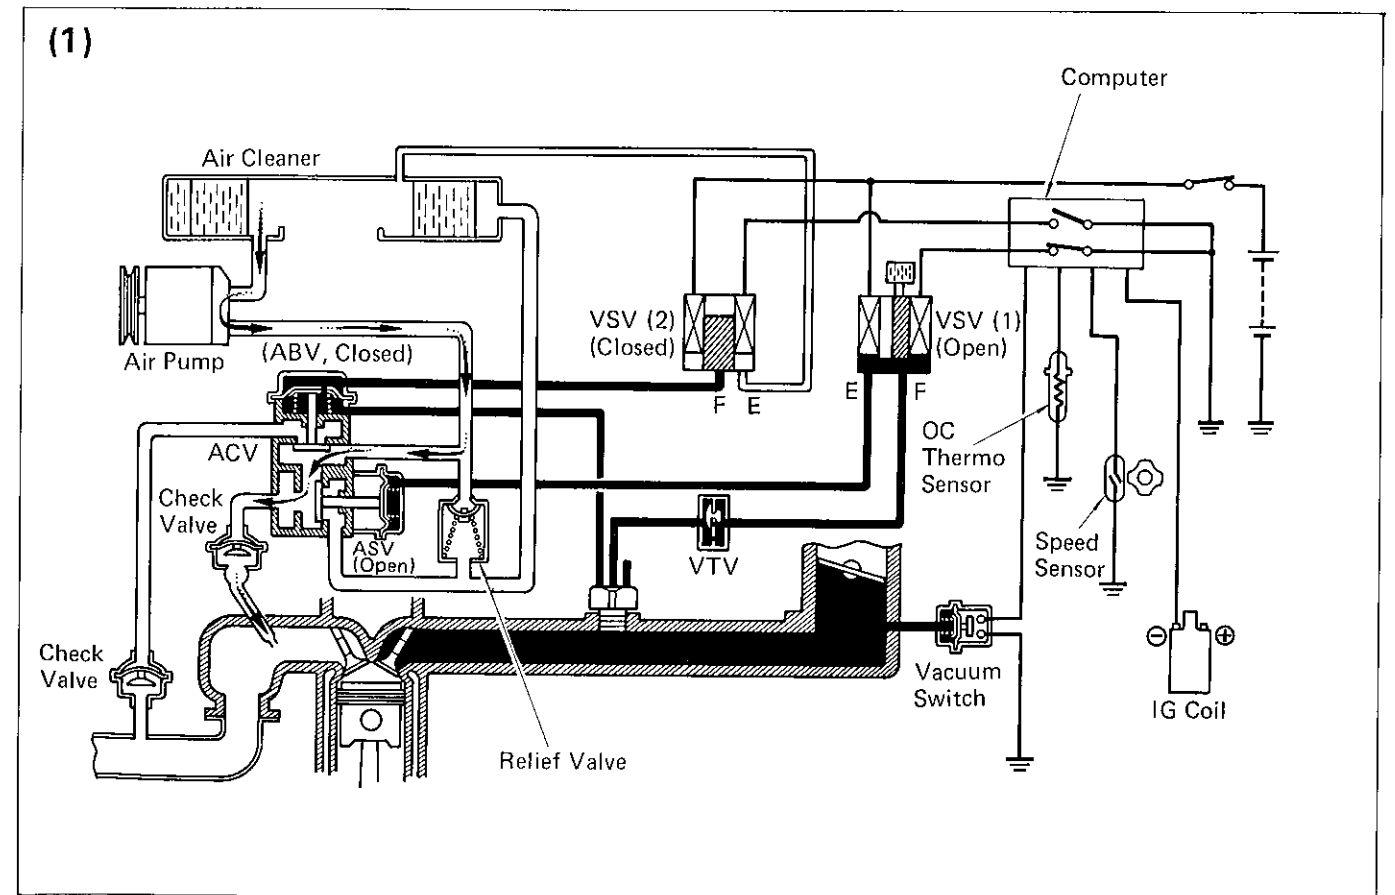 (1)
Computer
Air Cleaner
VSV (2)
(Closed)
VSV (1)
(Open)
Air Pump
(ABV, Closed)
F E
E F
ACV
OC
Thermo
Sensor
Check
Valve
ASV
(Open)
VTV
Speed
Sensor
Check
Valve
Vacuum
Switch
⊖ ⊕
IG Coil
Relief Valve